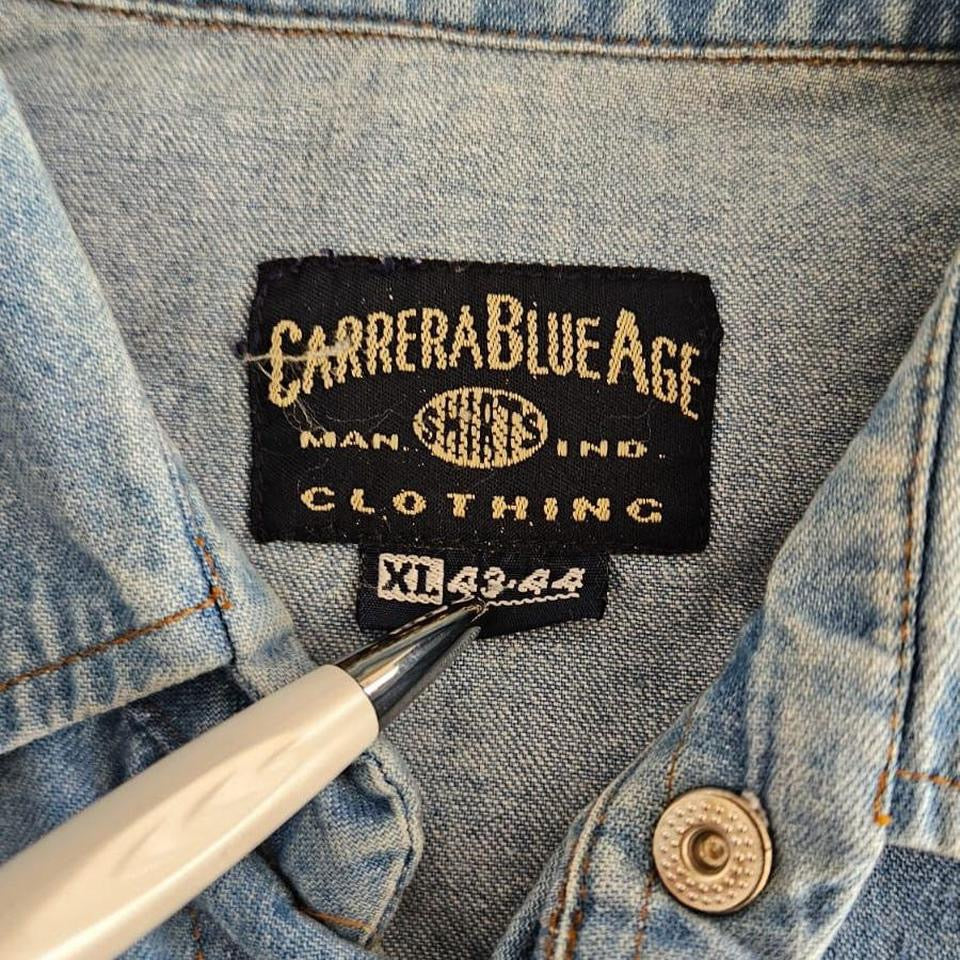 CARRERA BLUE AGE
MAN. SHIRTS IND.
CLOTHING
XL 43-44